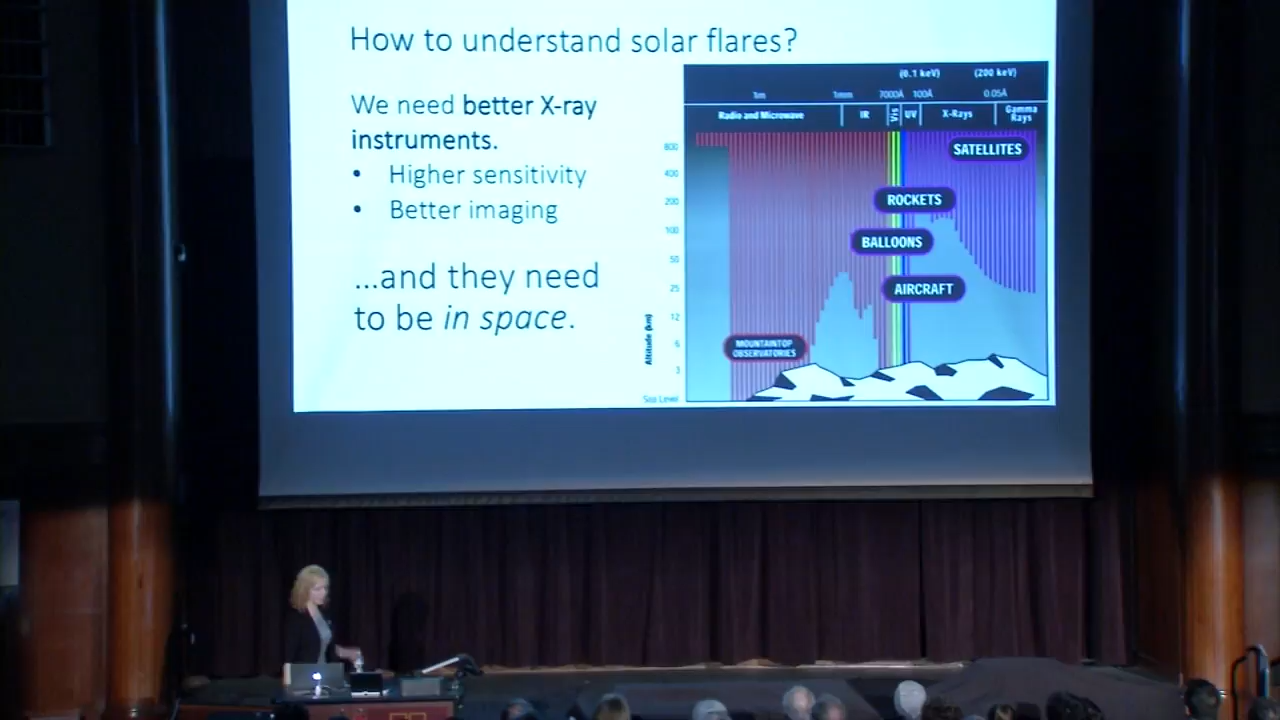 How to understand solar flares?
We need better X-ray
instruments.
• Higher sensitivity
• Better imaging
...and they need
to be in space.
(0.1 keV) (200 keV)
1m 1mm 7000Å 100Å 0.05Å
Radio and Microwave IR Vis UV X-Rays Gamma
Rays
800
400
200
100
50
25
12
6
3
Sea Level
Altitude (km)
SATELLITES
ROCKETS
BALLOONS
AIRCRAFT
MOUNTAINTOP
OBSERVATORIES